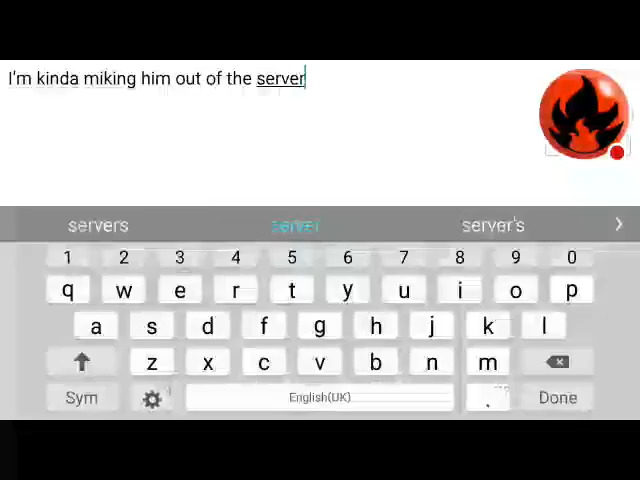 I'm kinda miking him out of the server
servers server server's
1 2 3 4 5 6 7 8 9 0
q w e r t y u i o p
a s d f g h j k l
z x c v b n m
Sym English(UK) . Done